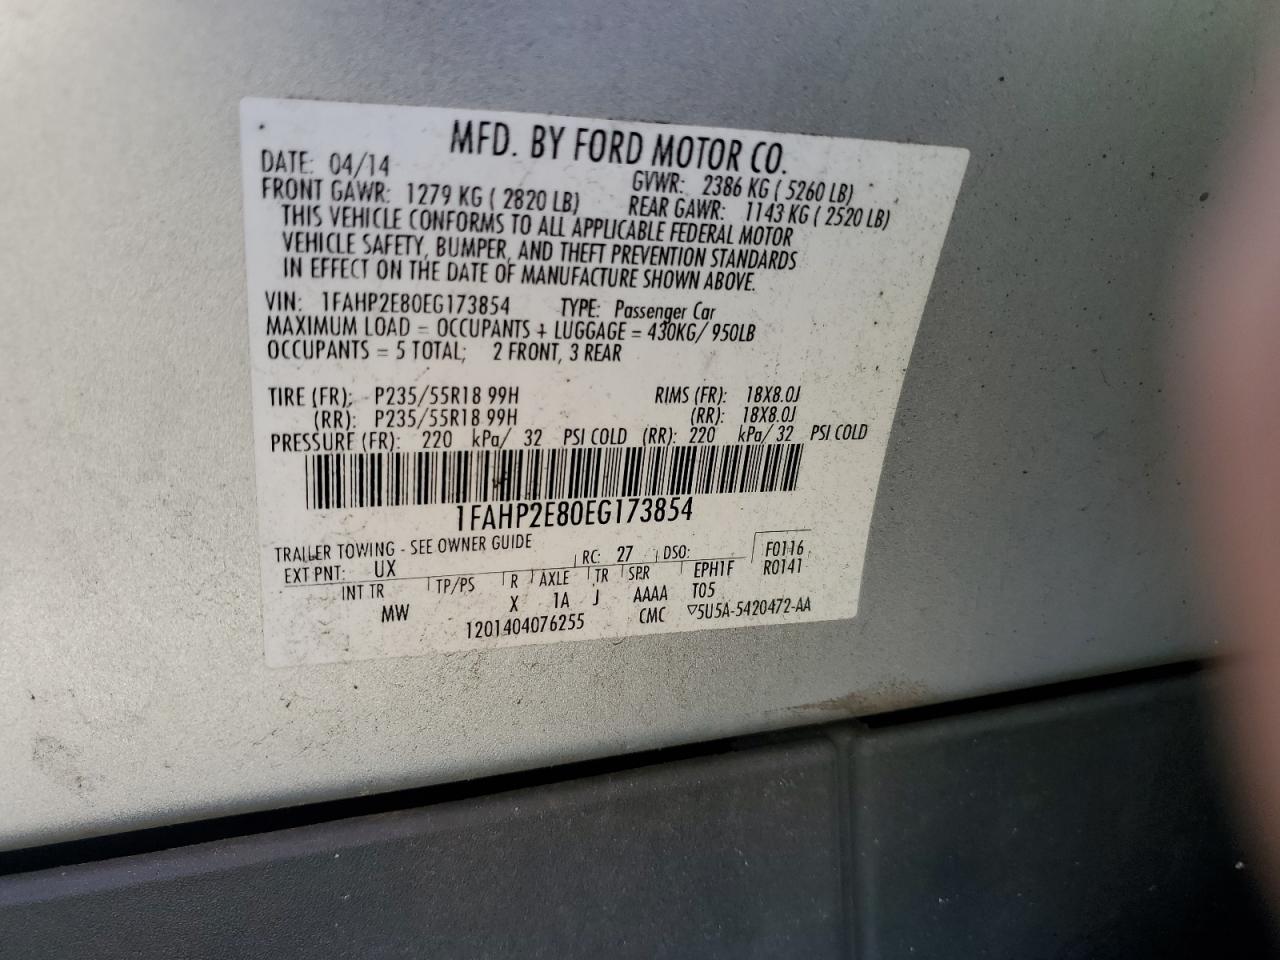 MFD. BY FORD MOTOR CO.
DATE: 04/14 GVWR: 2386 KG ( 5260 LB)
FRONT GAWR: 1279 KG ( 2820 LB) REAR GAWR: 1143 KG ( 2520 LB)
THIS VEHICLE CONFORMS TO ALL APPLICABLE FEDERAL MOTOR
VEHICLE SAFETY, BUMPER, AND THEFT PREVENTION STANDARDS
IN EFFECT ON THE DATE OF MANUFACTURE SHOWN ABOVE.
VIN: 1FAHP2E80EG173854 TYPE: Passenger Car
MAXIMUM LOAD = OCCUPANTS + LUGGAGE = 430KG/ 950LB
OCCUPANTS = 5 TOTAL; 2 FRONT, 3 REAR
TIRE (FR): P235/55R18 99H RIMS (FR): 18X8.0J
(RR): P235/55R18 99H (RR): 18X8.0J
PRESSURE (FR): 220 kPa/ 32 PSI COLD (RR): 220 kPa/ 32 PSI COLD
1FAHP2E80EG173854
TRAILER TOWING - SEE OWNER GUIDE
EXT PNT: UX RC: 27 DSO: F0116
INT TR TP/PS R AXLE TR SPR EPH1F R0141
MW X 1A J AAAA T05
1201404076255 CMC ▽5U5A-5420472-AA